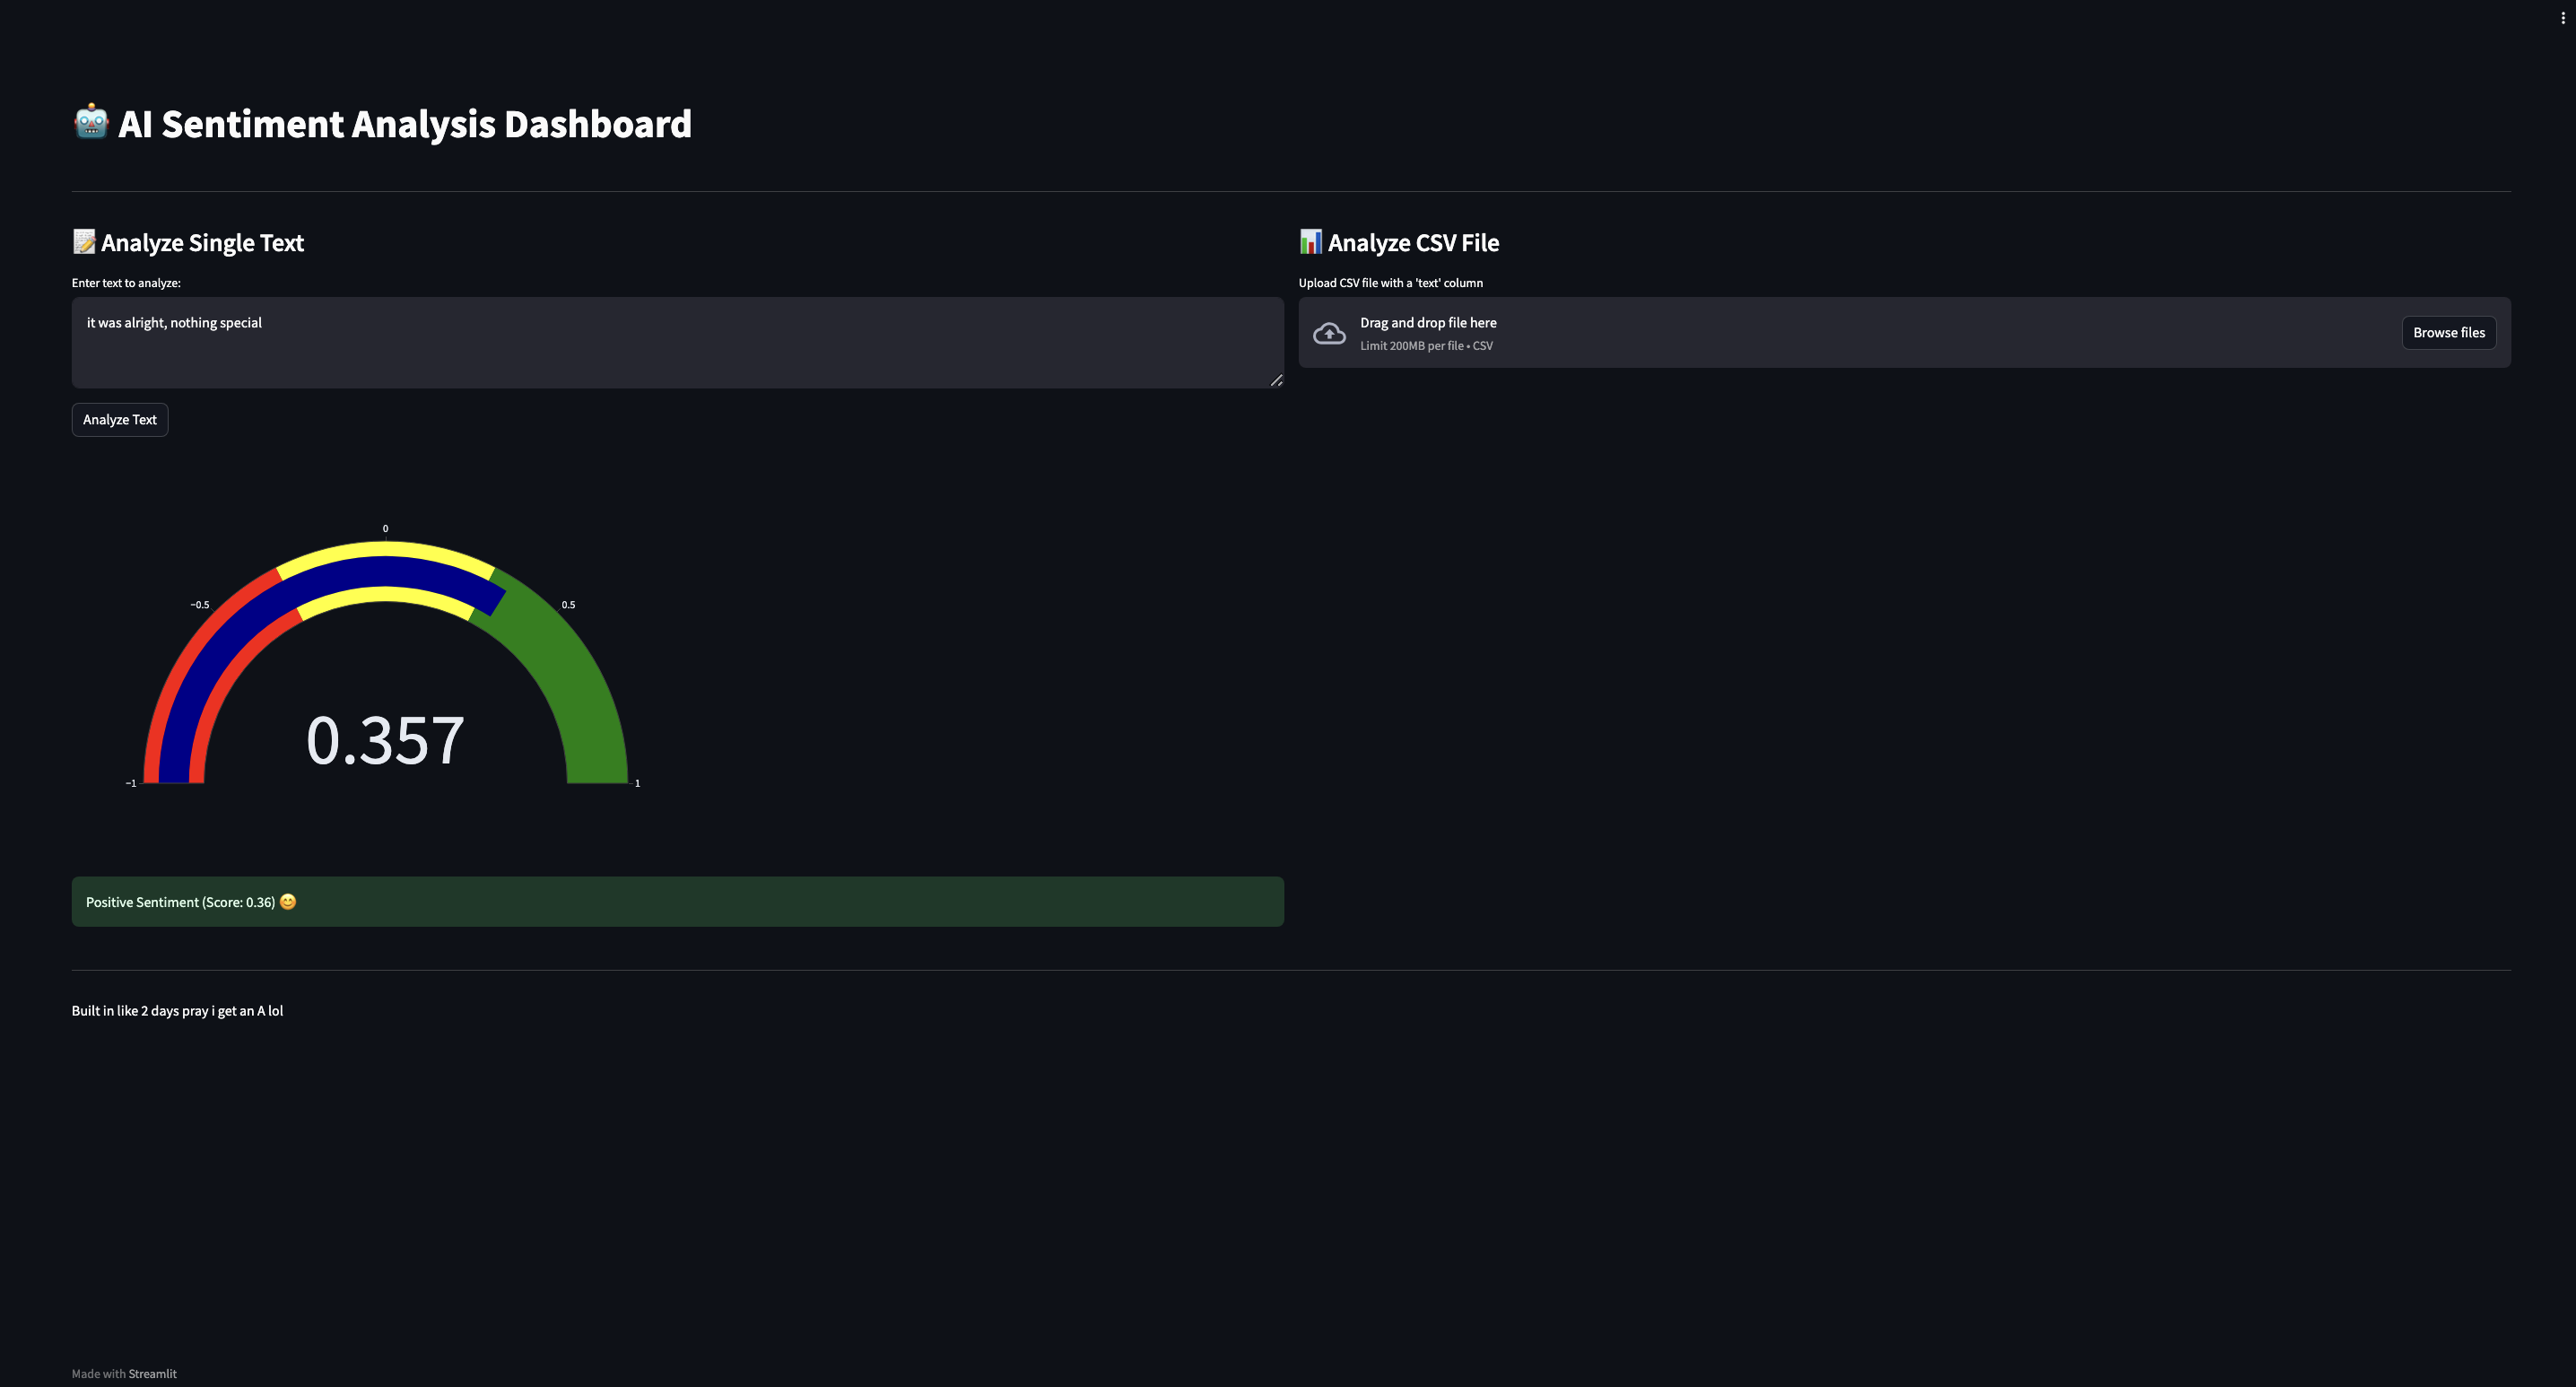 🤖 AI Sentiment Analysis Dashboard
📝 Analyze Single Text
Enter text to analyze:
it was alright, nothing special
Analyze Text
0
−0.5
0.5
0.357
−1
1
Positive Sentiment (Score: 0.36) 😊
📊 Analyze CSV File
Upload CSV file with a 'text' column
Drag and drop file here
Limit 200MB per file • CSV
Browse files
Built in like 2 days pray i get an A lol
Made with Streamlit